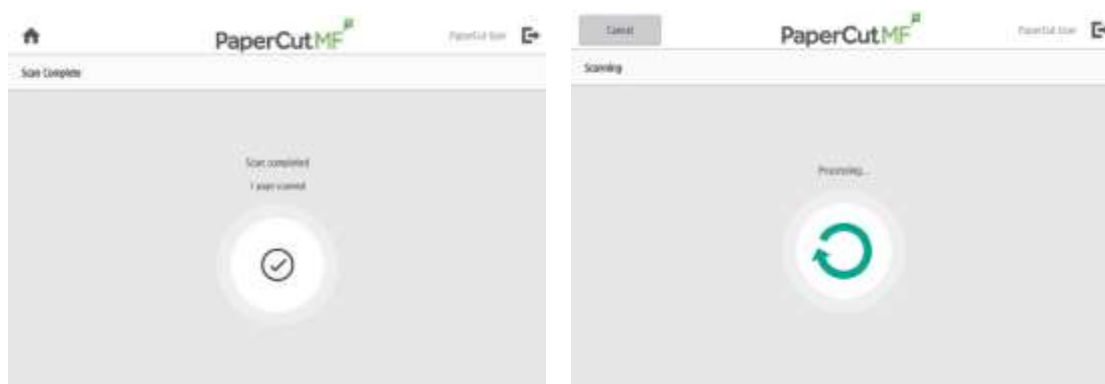 PaperCutMF
PaperCut User
Scan Complete
Scan completed
1 page scanned
Cancel
PaperCutMF
PaperCut User
Scanning
Processing...